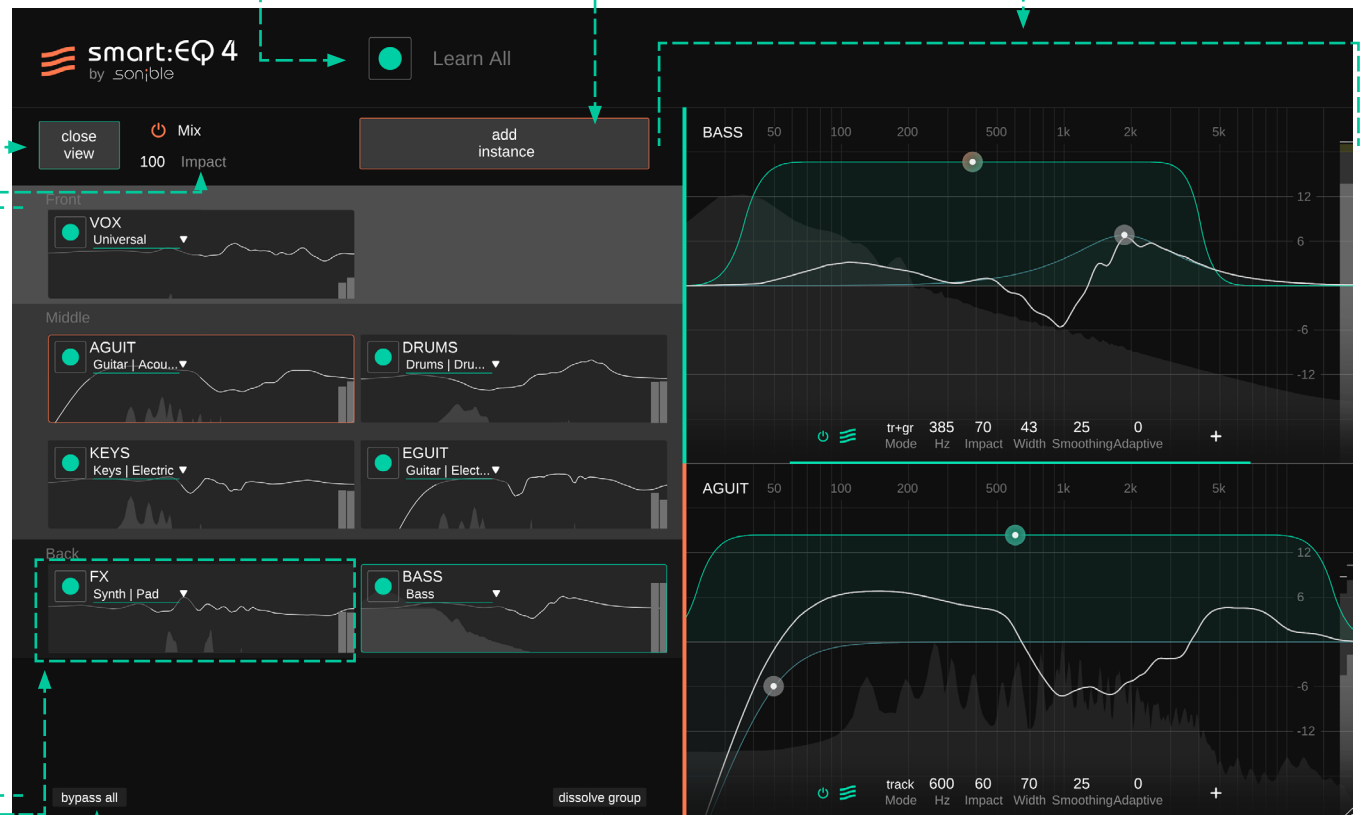 smart:EQ 4
by sonible
Learn All
close
view
Mix
100 Impact
add
instance
Front
VOX
Universal
Middle
AGUIT
Guitar | Acou...
DRUMS
Drums | Dru...
KEYS
Keys | Electric
EGUIT
Guitar | Elect...
Back
FX
Synth | Pad
BASS
Bass
bypass all
dissolve group
BASS 50 100 200 500 1k 2k 5k
12
6
-6
-12
tr+gr 385 70 43 25 0 +
Mode Hz Impact Width Smoothing Adaptive
AGUIT 50 100 200 500 1k 2k 5k
12
6
-6
-12
track 600 60 70 25 0 +
Mode Hz Impact Width Smoothing Adaptive